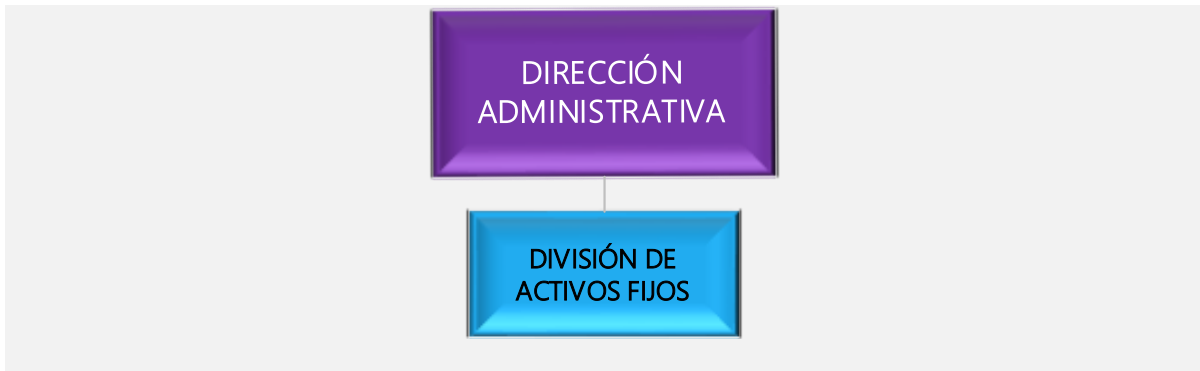 DIRECCIÓN
ADMINISTRATIVA
DIVISIÓN DE
ACTIVOS FIJOS